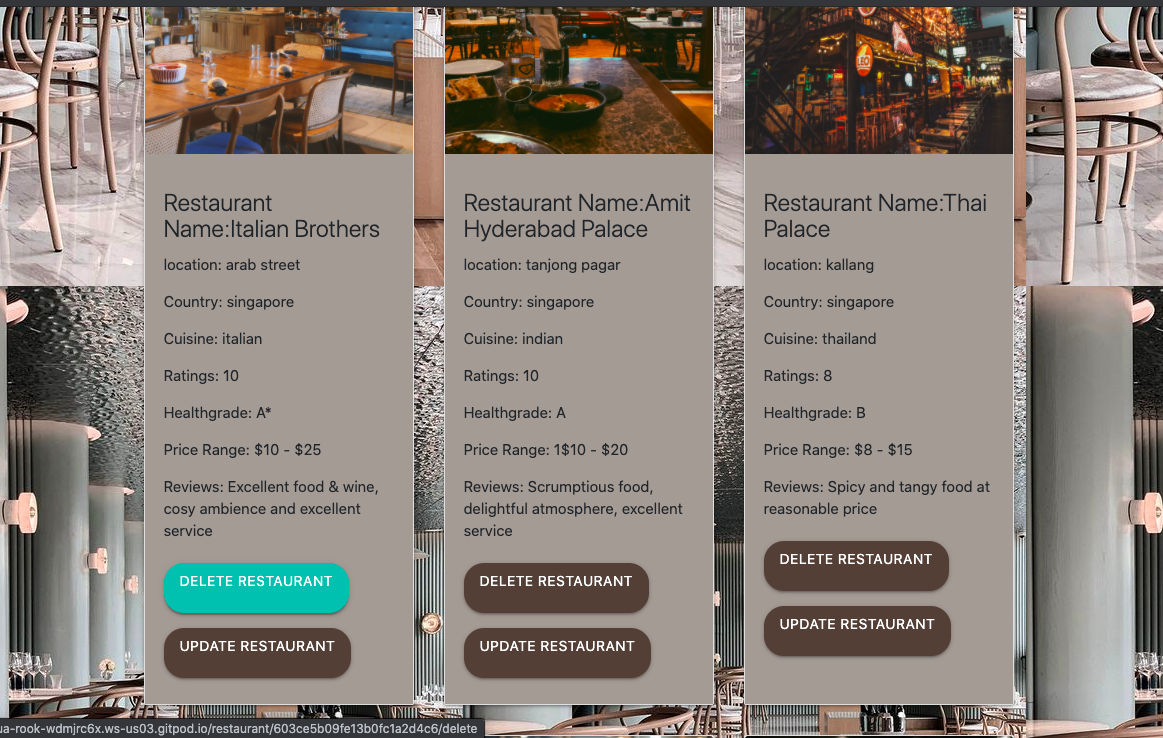 LEO
Restaurant
Name:Italian Brothers
location: arab street
Country: singapore
Cuisine: italian
Ratings: 10
Healthgrade: A*
Price Range: $10 - $25
Reviews: Excellent food & wine,
cosy ambience and excellent
service
DELETE RESTAURANT
UPDATE RESTAURANT
Restaurant Name:Amit
Hyderabad Palace
location: tanjong pagar
Country: singapore
Cuisine: indian
Ratings: 10
Healthgrade: A
Price Range: 1$10 - $20
Reviews: Scrumptious food,
delightful atmosphere, excellent
service
DELETE RESTAURANT
UPDATE RESTAURANT
Restaurant Name:Thai
Palace
location: kallang
Country: singapore
Cuisine: thailand
Ratings: 8
Healthgrade: B
Price Range: $8 - $15
Reviews: Spicy and tangy food at
reasonable price
DELETE RESTAURANT
UPDATE RESTAURANT
ua-rook-wdmjrc6x.ws-us03.gitpod.io/restaurant/603ce5b09fe13b0fc1a2d4c6/delete